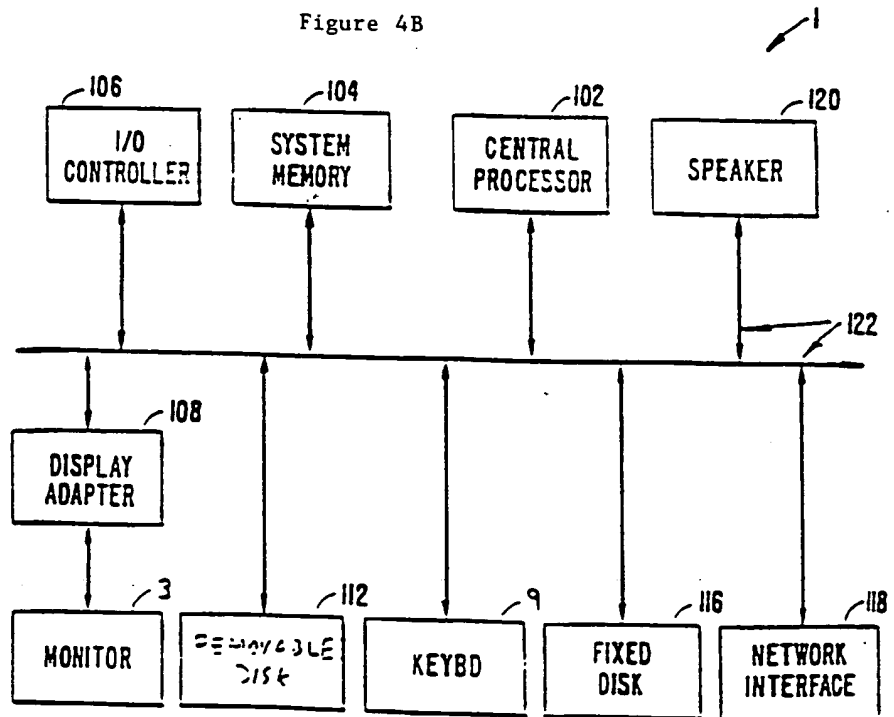 Figure 4B
1
106
104
102
120
I/O
CONTROLLER
SYSTEM
MEMORY
CENTRAL
PROCESSOR
SPEAKER
122
108
DISPLAY
ADAPTER
3
112
9
116
118
MONITOR
REMOVABLE
DISK
KEYBD
FIXED
DISK
NETWORK
INTERFACE